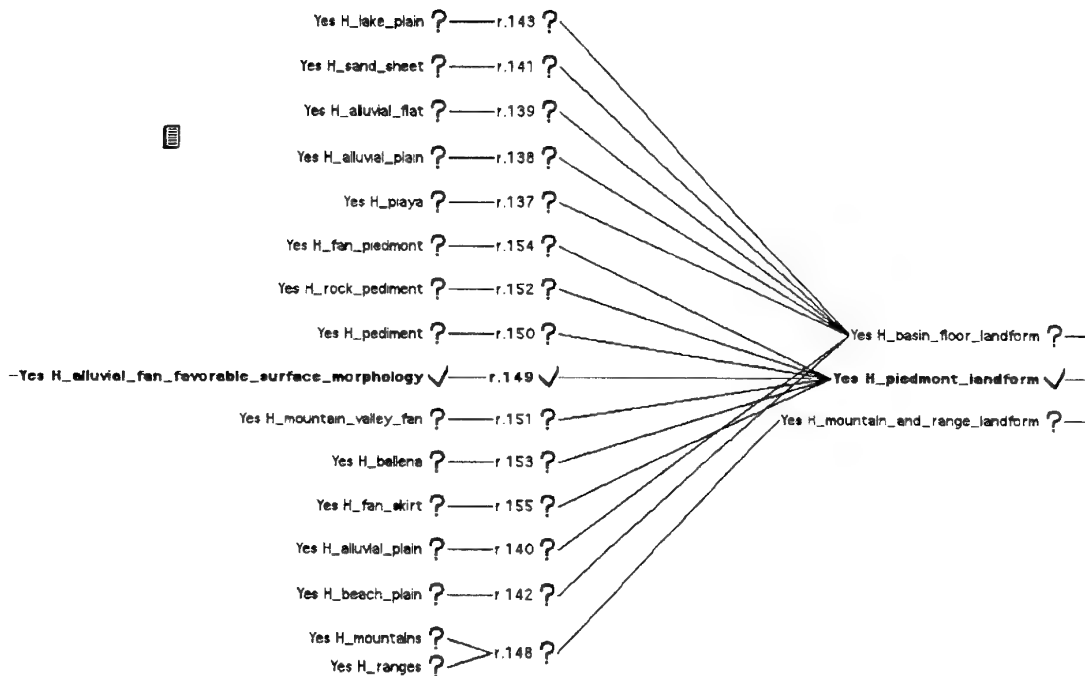 Yes H_lake_plain ? r.143 ?
Yes H_sand_sheet ? r.141 ?
Yes H_alluvial_flat ? r.139 ?
Yes H_alluvial_plain ? r.138 ?
Yes H_playa ? r.137 ?
Yes H_fan_piedmont ? r.154 ?
Yes H_rock_pediment ? r.152 ?
Yes H_pediment ? r.150 ?
Yes H_basin_floor_landform ?
Yes H_alluvial_fan_favorable_surface_morphology ✓ r.149 ✓
Yes H_piedmont_landform ✓
Yes H_mountain_valley_fan ? r.151 ?
Yes H_mountain_and_range_landform ?
Yes H_ballena ? r.153 ?
Yes H_fan_skirt ? r 155 ?
Yes H_alluvial_plain ? r 140 ?
Yes H_beach_plain ? r 142 ?
Yes H_mountains ?
r.148 ?
Yes H_ranges ?